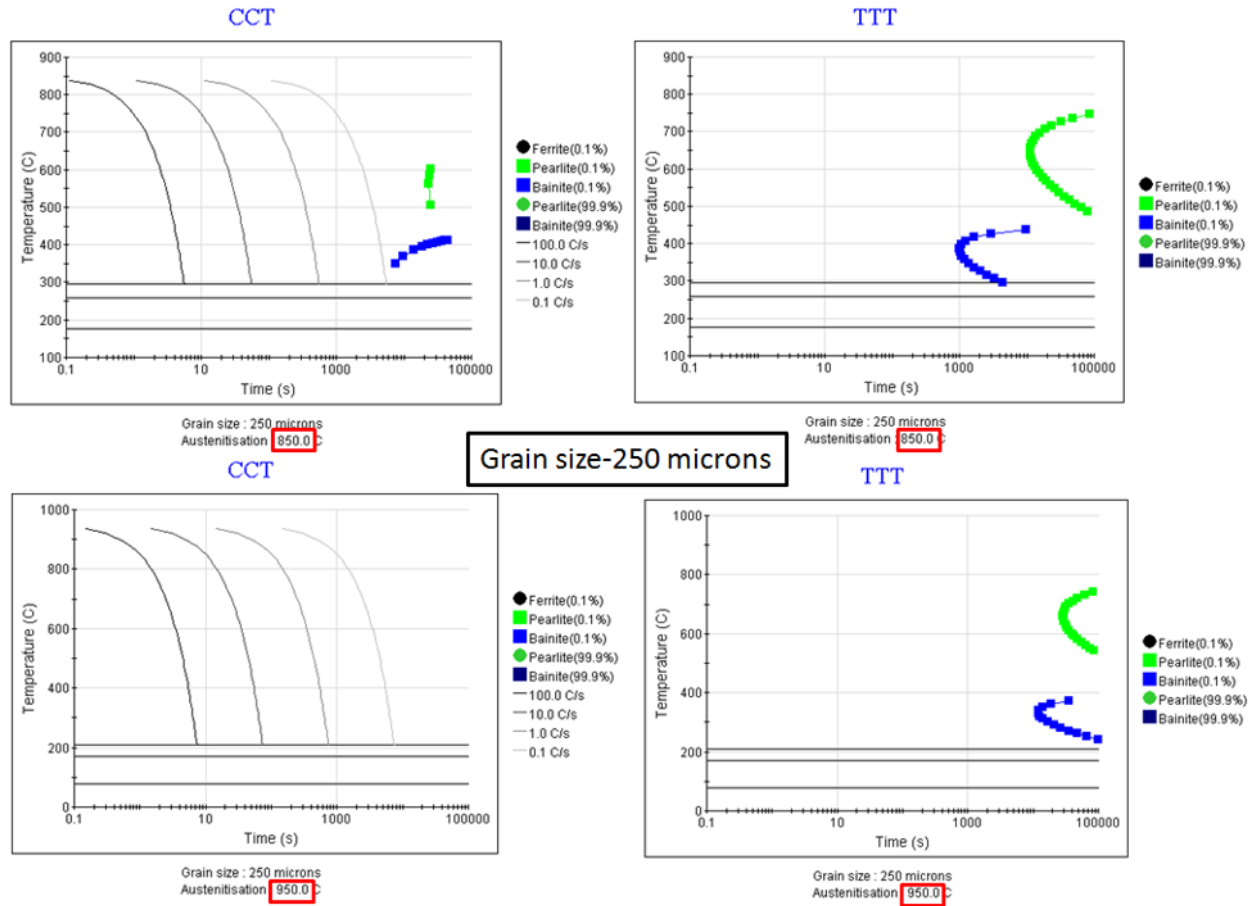 CCT
TTT
900
800
700
600
500
400
300
200
100
0.1
10
1000
100000
Temperature (C)
Time (s)
Ferrite(0.1%)
Pearlite(0.1%)
Bainite(0.1%)
Pearlite(99.9%)
Bainite(99.9%)
100.0 C/s
10.0 C/s
1.0 C/s
0.1 C/s
Grain size : 250 microns
Austenitisation : 850.0 C
900
800
700
600
500
400
300
200
100
0.1
10
1000
100000
Temperature (C)
Time (s)
Ferrite(0.1%)
Pearlite(0.1%)
Bainite(0.1%)
Pearlite(99.9%)
Bainite(99.9%)
Grain size : 250 microns
Austenitisation : 850.0 C
Grain size-250 microns
CCT
TTT
1000
800
600
400
200
0
0.1
10
1000
100000
Temperature (C)
Time (s)
Ferrite(0.1%)
Pearlite(0.1%)
Bainite(0.1%)
Pearlite(99.9%)
Bainite(99.9%)
100.0 C/s
10.0 C/s
1.0 C/s
0.1 C/s
Grain size : 250 microns
Austenitisation : 950.0 C
1000
800
600
400
200
0
0.1
10
1000
100000
Temperature (C)
Time (s)
Ferrite(0.1%)
Pearlite(0.1%)
Bainite(0.1%)
Pearlite(99.9%)
Bainite(99.9%)
Grain size : 250 microns
Austenitisation : 950.0 C